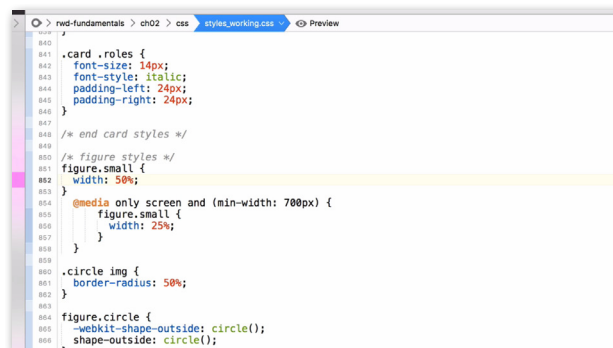 rwd-fundamentals > ch02 > css > styles_working.css Preview
839 }
840
841 .card .roles {
842 font-size: 14px;
843 font-style: italic;
844 padding-left: 24px;
845 padding-right: 24px;
846 }
847
848 /* end card styles */
849
850 /* figure styles */
851 figure.small {
852 width: 50%;
853 }
854 @media only screen and (min-width: 700px) {
855 figure.small {
856 width: 25%;
857 }
858 }
859
860 .circle img {
861 border-radius: 50%;
862 }
863
864 figure.circle {
865 -webkit-shape-outside: circle();
866 shape-outside: circle();